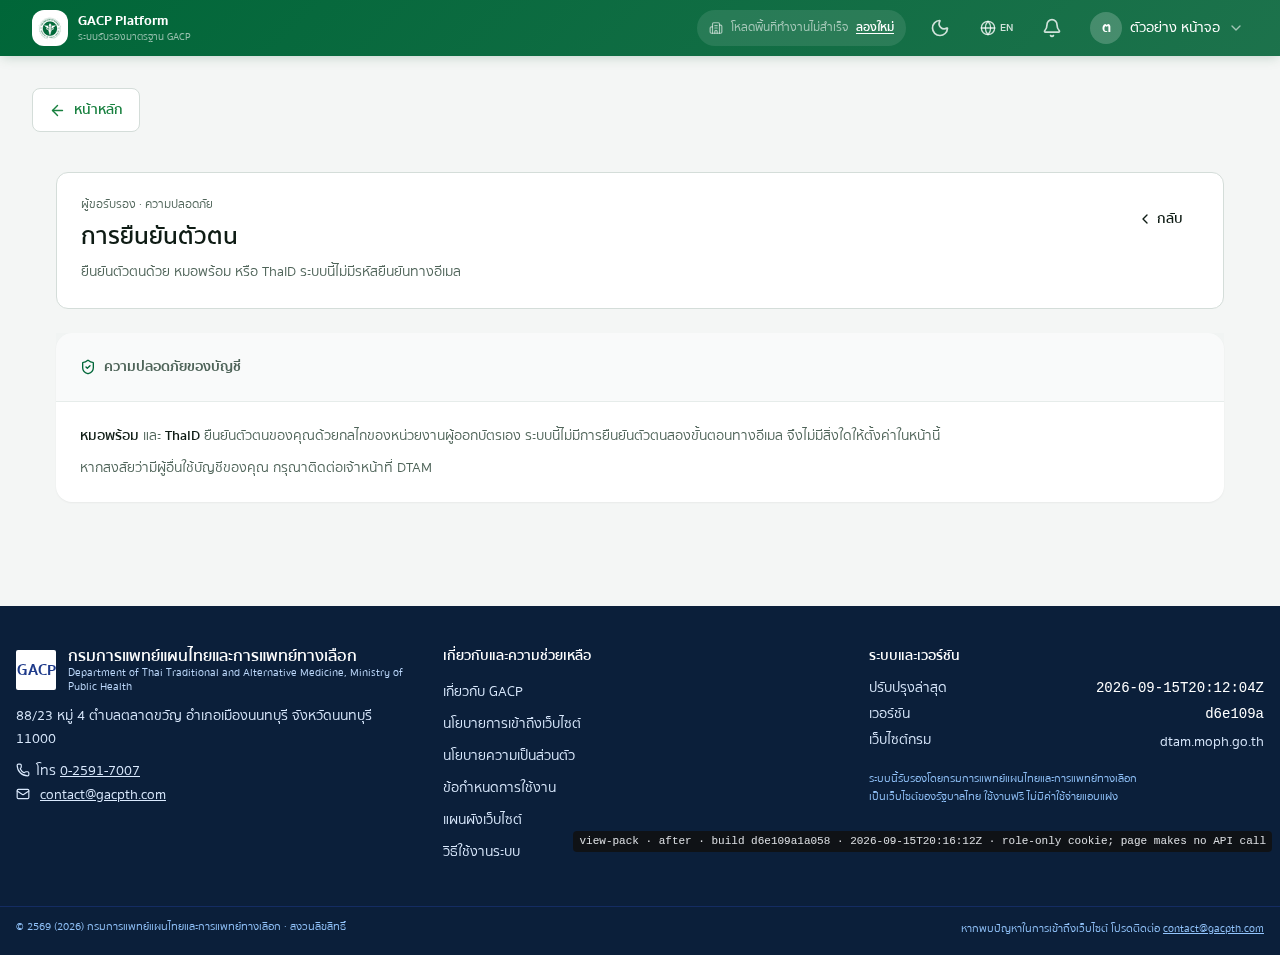 GACP Platform
ระบบรับรองมาตรฐาน GACP
โหลดพื้นที่ทำงานไม่สำเร็จ ลองใหม่
EN
ต ตัวอย่าง หน้าจอ
หน้าหลัก
ผู้ขอรับรอง · ความปลอดภัย
การยืนยันตัวตน
ยืนยันตัวตนด้วย หมอพร้อม หรือ ThaID ระบบนี้ไม่มีรหัสยืนยันทางอีเมล
กลับ
ความปลอดภัยของบัญชี
หมอพร้อม และ ThaID ยืนยันตัวตนของคุณด้วยกลไกของหน่วยงานผู้ออกบัตรเอง ระบบนี้ไม่มีการยืนยันตัวตนสองขั้นตอนทางอีเมล จึงไม่มีสิ่งใดให้ตั้งค่าในหน้านี้
หากสงสัยว่ามีผู้อื่นใช้บัญชีของคุณ กรุณาติดต่อเจ้าหน้าที่ DTAM
GACP
กรมการแพทย์แผนไทยและการแพทย์ทางเลือก
Department of Thai Traditional and Alternative Medicine, Ministry of
Public Health
88/23 หมู่ 4 ตำบลตลาดขวัญ อำเภอเมืองนนทบุรี จังหวัดนนทบุรี
11000
โทร 0-2591-7007
contact@gacpth.com
เกี่ยวกับและความช่วยเหลือ
เกี่ยวกับ GACP
นโยบายการเข้าถึงเว็บไซต์
นโยบายความเป็นส่วนตัว
ข้อกำหนดการใช้งาน
แผนผังเว็บไซต์
วิธีใช้งานระบบ
ระบบและเวอร์ชัน
ปรับปรุงล่าสุด 2026-09-15T20:12:04Z
เวอร์ชัน d6e109a
เว็บไซต์กรม dtam.moph.go.th
ระบบนี้รับรองโดยกรมการแพทย์แผนไทยและการแพทย์ทางเลือก
เป็นเว็บไซต์ของรัฐบาลไทย ใช้งานฟรี ไม่มีค่าใช้จ่ายแอบแฝง
view-pack · after · build d6e109a1a058 · 2026-09-15T20:16:12Z · role-only cookie; page makes no API call
© 2569 (2026) กรมการแพทย์แผนไทยและการแพทย์ทางเลือก · สงวนลิขสิทธิ์
หากพบปัญหาในการเข้าถึงเว็บไซต์ โปรดติดต่อ contact@gacpth.com